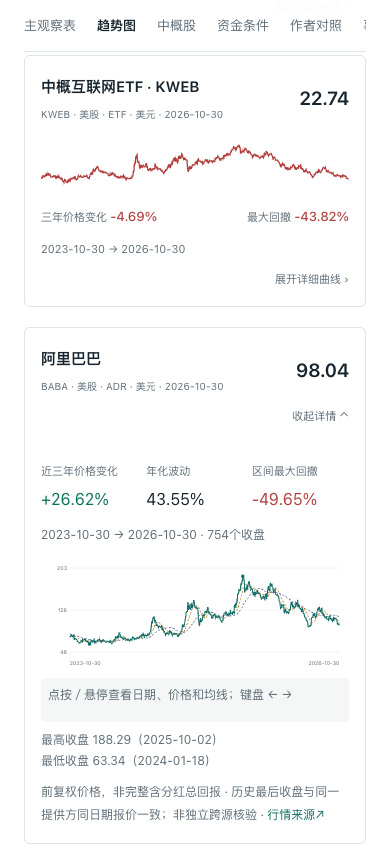 主观察表 趋势图 中概股 资金条件 作者对照
中概互联网ETF · KWEB
22.74
KWEB · 美股 · ETF · 美元 · 2026-10-30
三年价格变化 -4.69% 最大回撤 -43.82%
2023-10-30 → 2026-10-30
展开详细曲线 ›
阿里巴巴
98.04
BABA · 美股 · ADR · 美元 · 2026-10-30
收起详情 ^
近三年价格变化 年化波动 区间最大回撤
+26.62% 43.55% -49.65%
2023-10-30 → 2026-10-30 · 754个收盘
203
126
48
2023-10-30 2026-10-30
点按 / 悬停查看日期、价格和均线；键盘 ← →
最高收盘 188.29（2025-10-02）
最低收盘 63.34（2024-01-18）
前复权价格，非完整含分红总回报 · 历史最后收盘与同一
提供方同日期报价一致；非独立跨源核验 · 行情来源↗